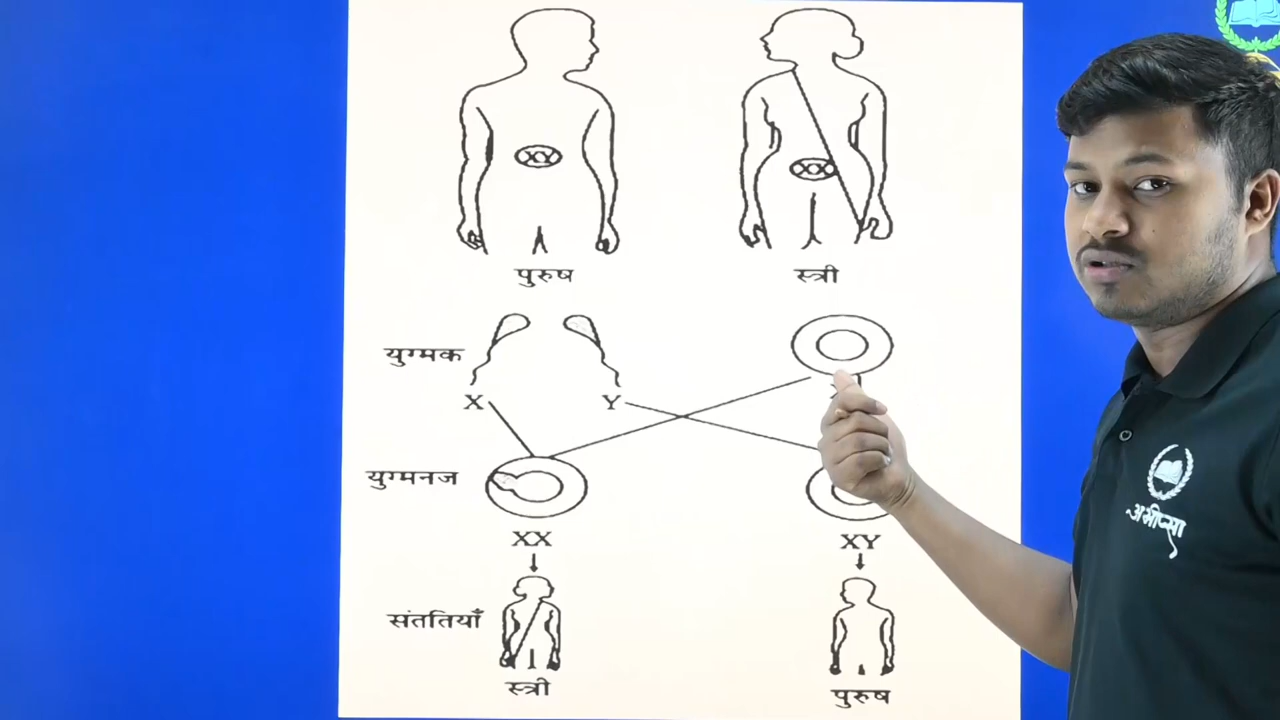 XY
XX
पुरुष
स्त्री
युग्मक
X
Y
युग्मनज
XX
XY
संततियाँ
स्त्री
पुरुष
अभीप्सा